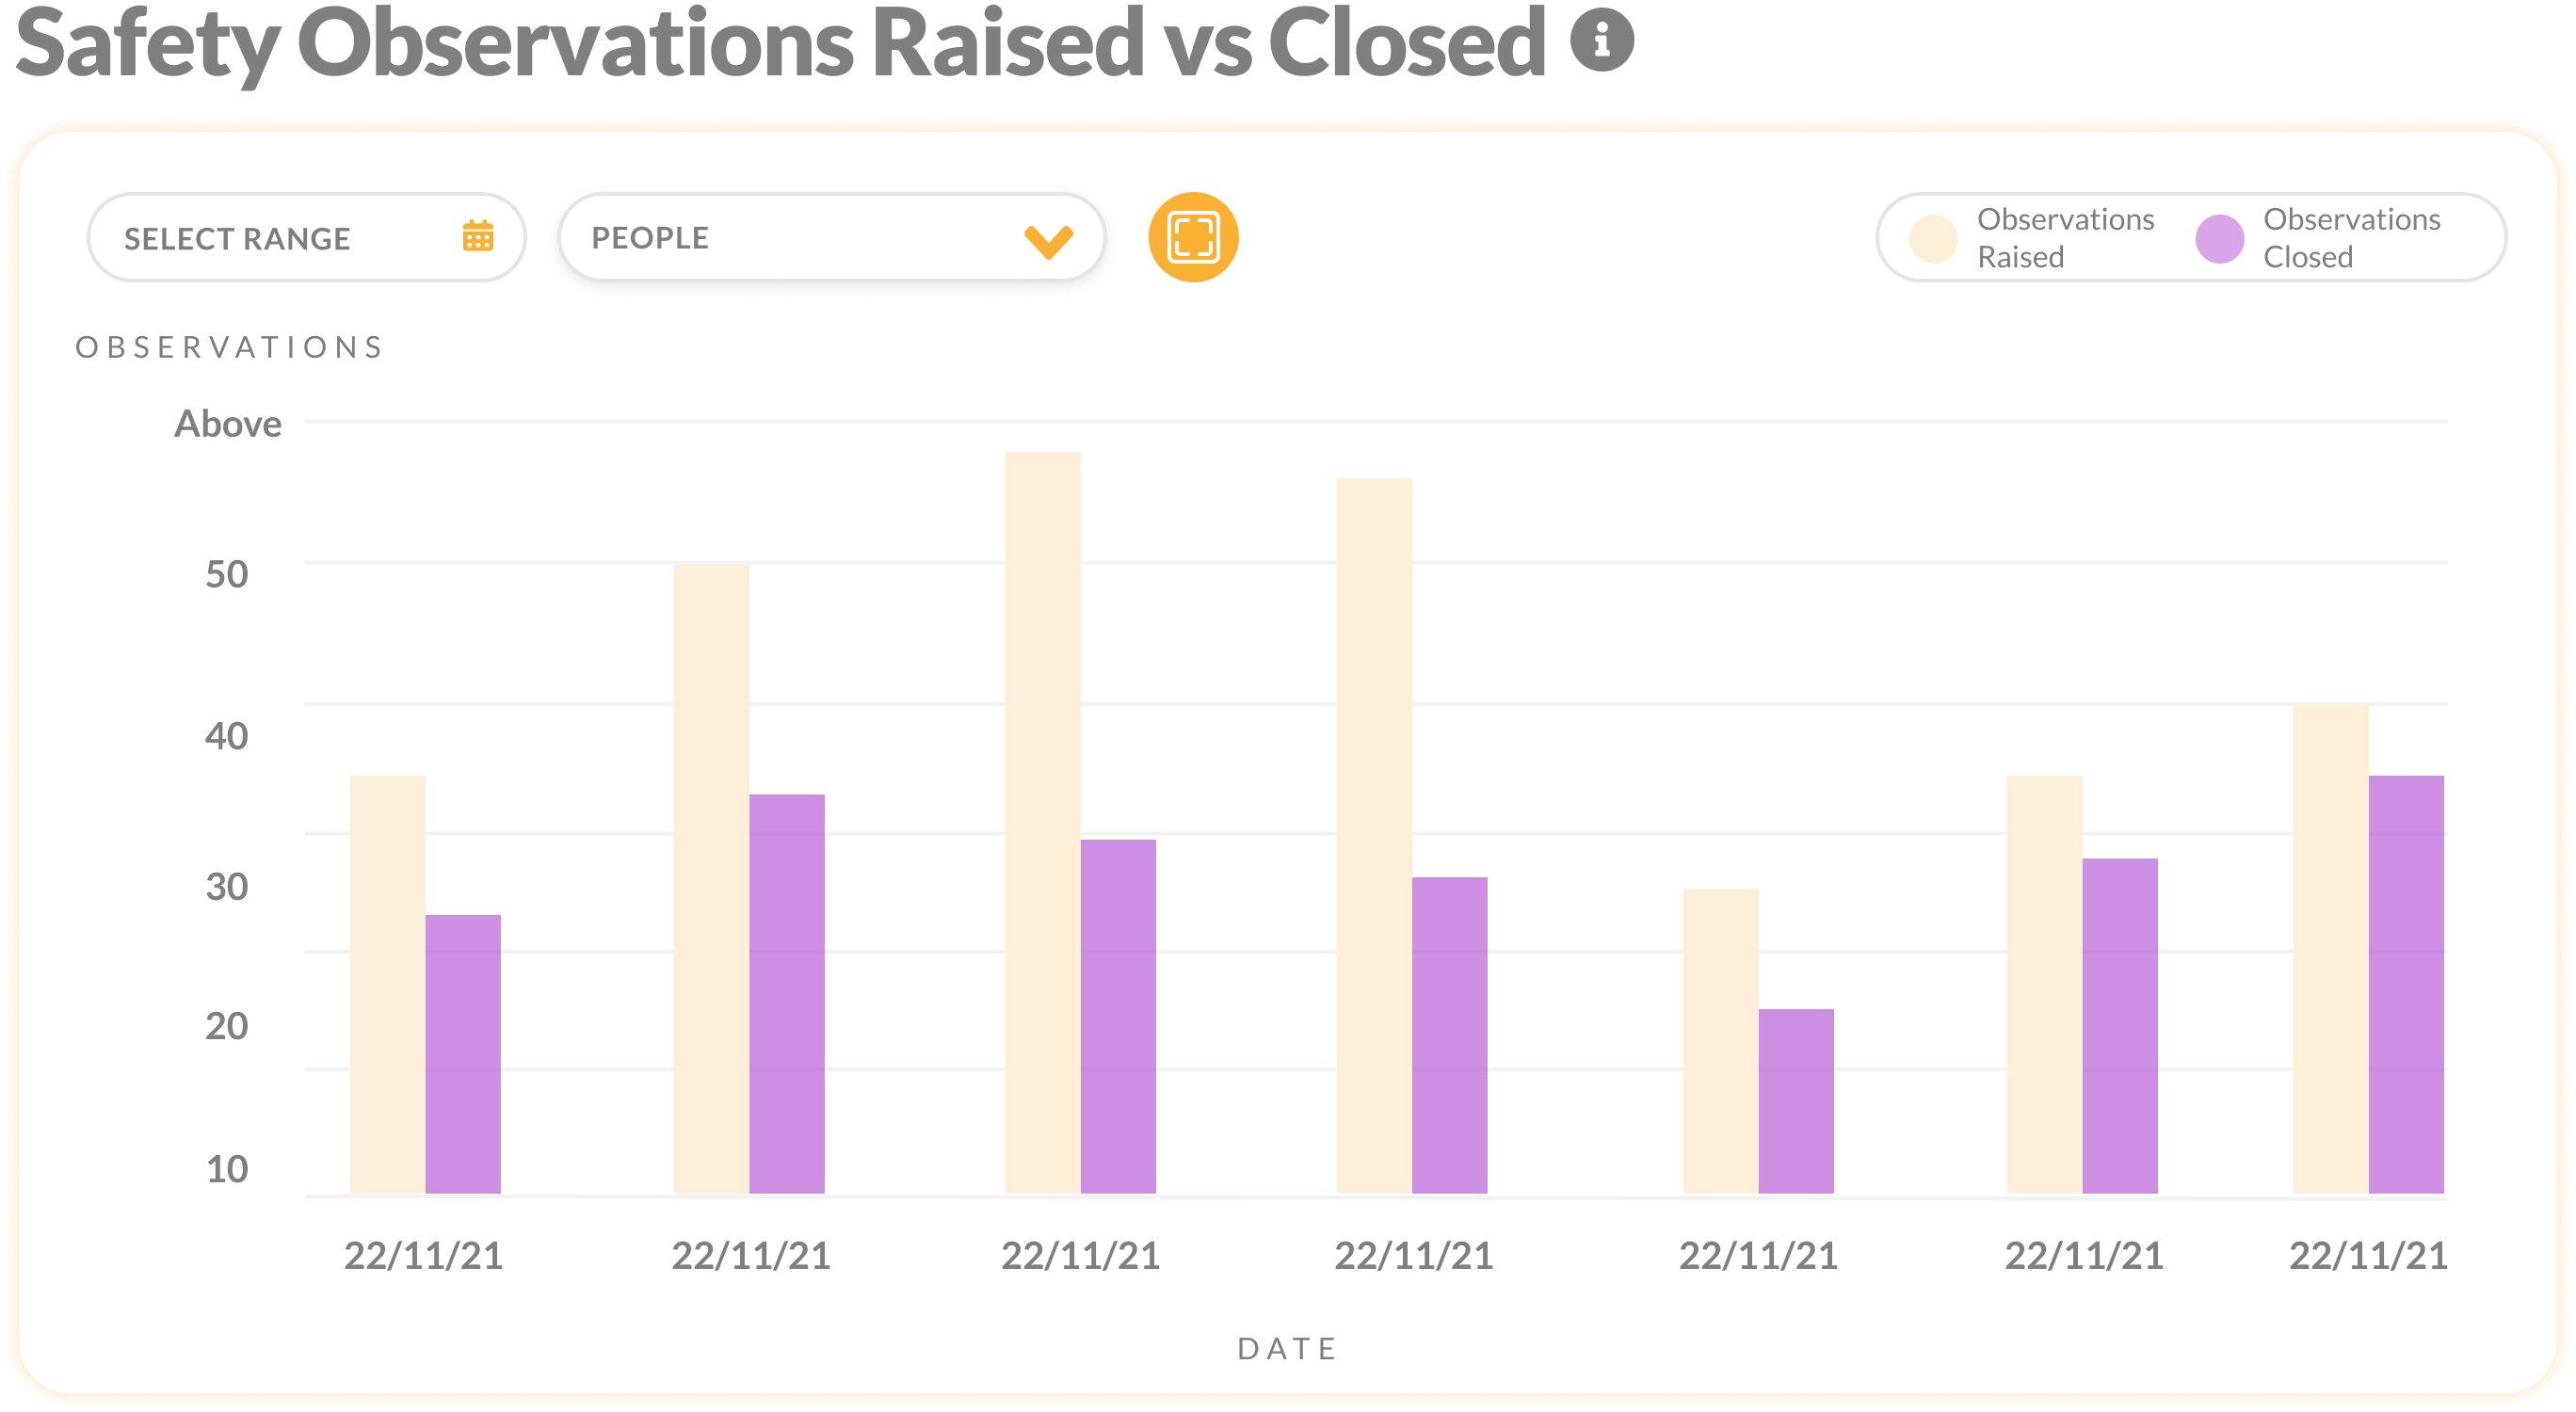 Safety Observations Raised vs Closed
SELECT RANGE
PEOPLE
Observations
Raised
Observations
Closed
OBSERVATIONS
Above
50
40
30
20
10
22/11/21
22/11/21
22/11/21
22/11/21
22/11/21
22/11/21
22/11/21
DATE